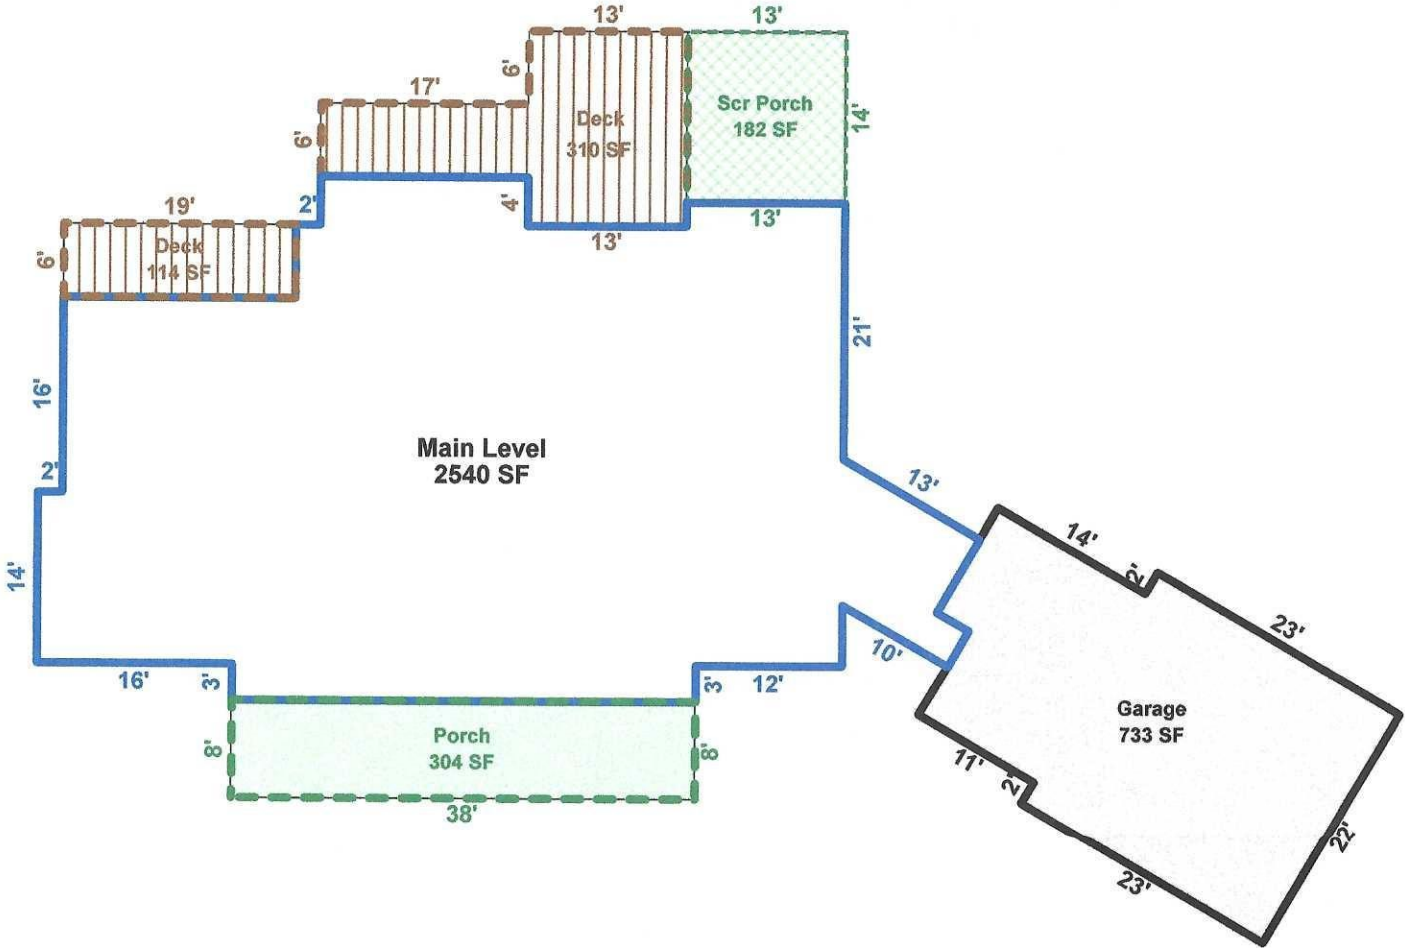 13'
13'
6'
17'
Deck
310 SF
Scr Porch
182 SF
14'
6'
2'
4'
19'
13'
13'
Deck
114 SF
6'
21'
16'
Main Level
2540 SF
2'
13'
14'
2'
14'
23'
10'
16'
3'
3'
12'
Garage
733 SF
8'
Porch
304 SF
8'
11'
2'
38'
22'
23'